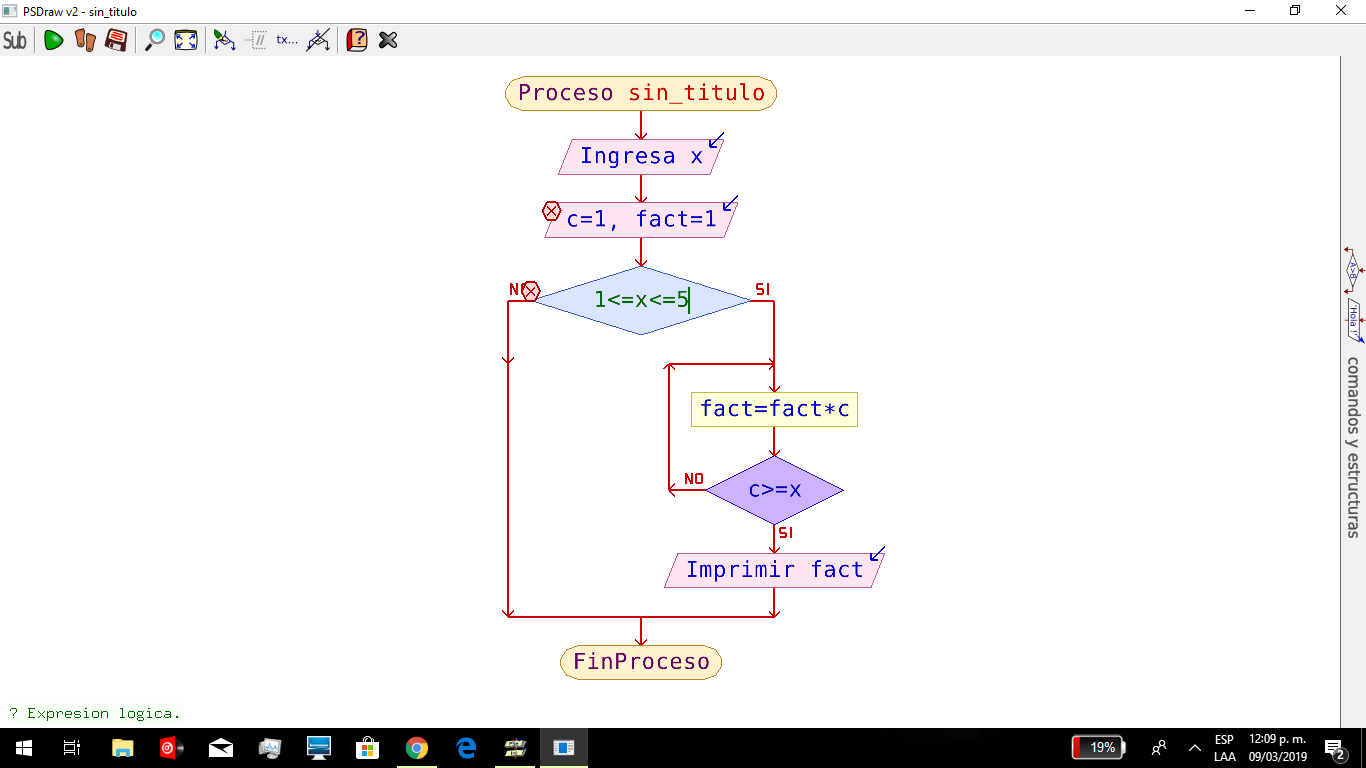 PSDraw v2 - sin_titulo
Sub
tx...
Proceso sin_titulo
Ingresa x
c=1, fact=1
1<=x<=5
SI
fact=fact*c
NO
c>=x
SI
Imprimir fact
FinProceso
A>B
"Hola !"
comandos y estructuras
? Expresion logica.
19%
ESP
LAA
12:09 p. m.
09/03/2019
2